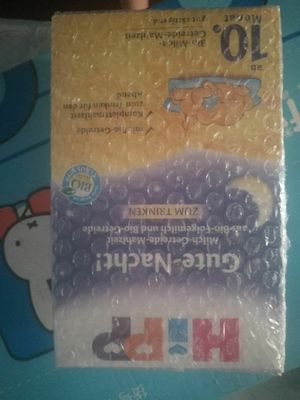 HiPP
Gute-Nacht!
Milch-Getreide-Mahlzeit
aus Bio-Folgemilch und Bio-Getreide
ZUM TRINKEN
BIO
✓ mit Bio-Getreide
✓ Komplettmahlzeit
zum Trinken für den
Abend
ab
10.
Monat
Bio-Milch-
Getreide-Mahlzeit